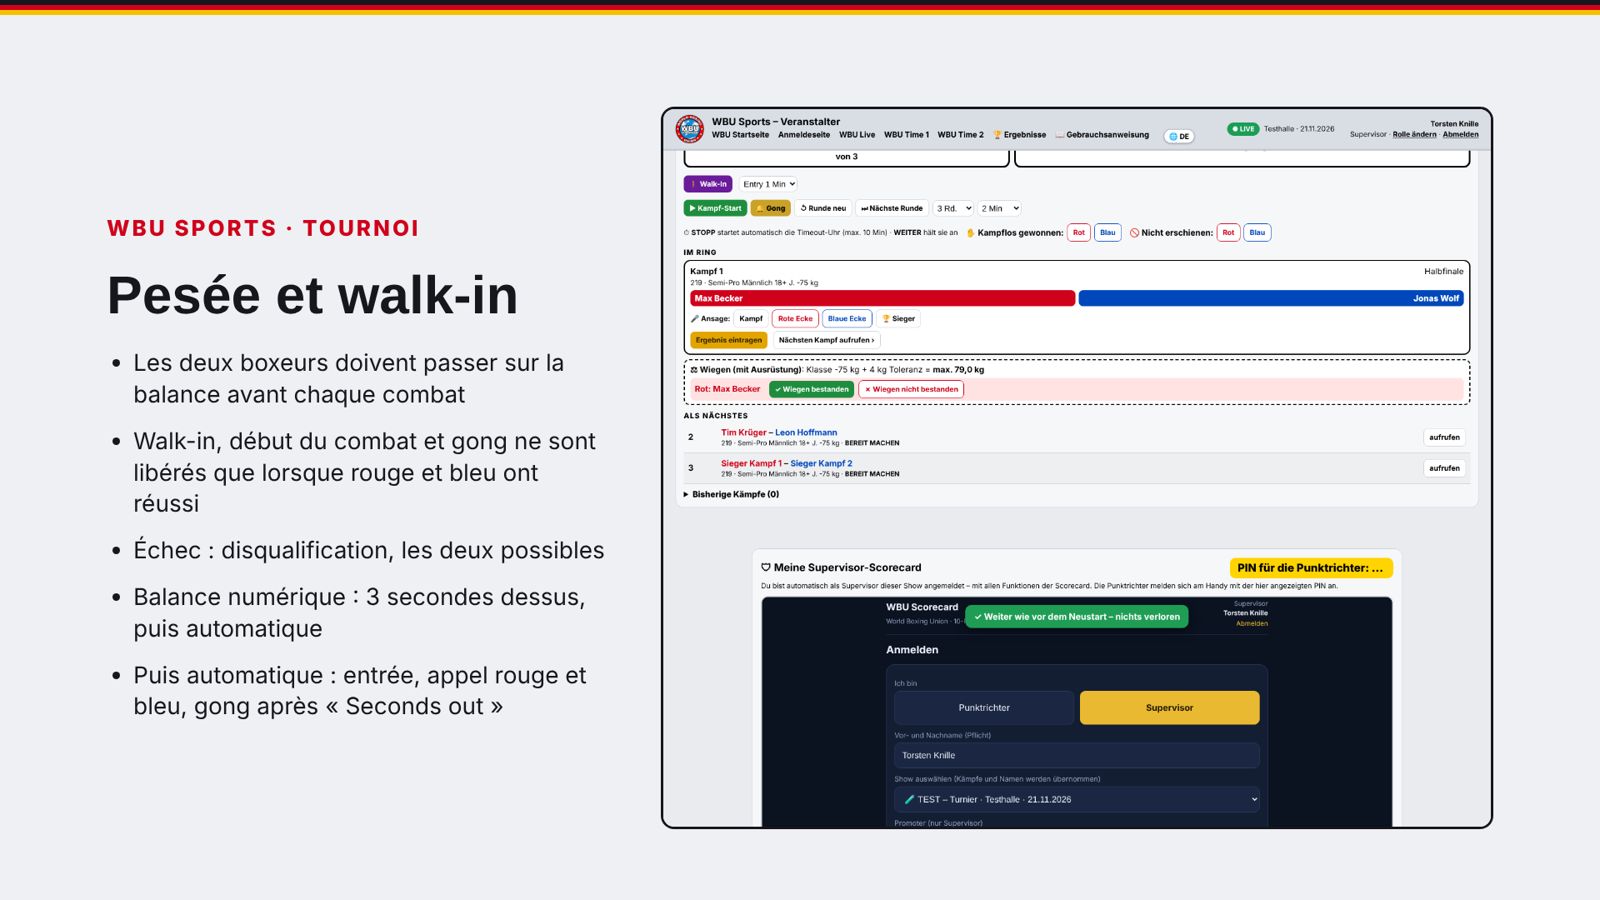 WBU SPORTS · TOURNOI
Pesée et walk-in
• Les deux boxeurs doivent passer sur la
balance avant chaque combat
• Walk-in, début du combat et gong ne sont
libérés que lorsque rouge et bleu ont
réussi
• Échec : disqualification, les deux possibles
• Balance numérique : 3 secondes dessus,
puis automatique
• Puis automatique : entrée, appel rouge et
bleu, gong après « Seconds out »
WBU Sports – Veranstalter
WBU Startseite Anmeldeseite WBU Live WBU Time 1 WBU Time 2 🏆 Ergebnisse 📖 Gebrauchsanweisung 🌐 DE
● LIVE Testhalle · 21.11.2026
Torsten Knille
Supervisor · Rolle ändern · Abmelden
von 3
Walk-In Entry 1 Min
▶ Kampf-Start 🔔 Gong ↺ Runde neu ⏭ Nächste Runde 3 Rd. 2 Min
⏱ STOPP startet automatisch die Timeout-Uhr (max. 10 Min) · WEITER hält sie an ✋ Kampflos gewonnen: Rot Blau 🚫 Nicht erschienen: Rot Blau
IM RING
Kampf 1 Halbfinale
219 · Semi-Pro Männlich 18+ J. -75 kg
Max Becker Jonas Wolf
🎤 Ansage: Kampf Rote Ecke Blaue Ecke 🏆 Sieger
Ergebnis eintragen Nächsten Kampf aufrufen ›
⚖ Wiegen (mit Ausrüstung): Klasse -75 kg + 4 kg Toleranz = max. 79,0 kg
Rot: Max Becker ✓ Wiegen bestanden ✗ Wiegen nicht bestanden
ALS NÄCHSTES
2 Tim Krüger – Leon Hoffmann aufrufen
219 · Semi-Pro Männlich 18+ J. -75 kg · BEREIT MACHEN
3 Sieger Kampf 1 – Sieger Kampf 2 aufrufen
219 · Semi-Pro Männlich 18+ J. -75 kg · BEREIT MACHEN
▶ Bisherige Kämpfe (0)
🛡 Meine Supervisor-Scorecard PIN für die Punktrichter: ...
Du bist automatisch als Supervisor dieser Show angemeldet – mit allen Funktionen der Scorecard. Die Punktrichter melden sich am Handy mit der hier angezeigten PIN an.
WBU Scorecard
World Boxing Union · 10-
✓ Weiter wie vor dem Neustart – nichts verloren
Supervisor
Torsten Knille
Abmelden
Anmelden
Ich bin
Punktrichter Supervisor
Vor- und Nachname (Pflicht)
Torsten Knille
Show auswählen (Kämpfe und Namen werden übernommen)
🧪 TEST – Turnier · Testhalle · 21.11.2026
Promoter (nur Supervisor)